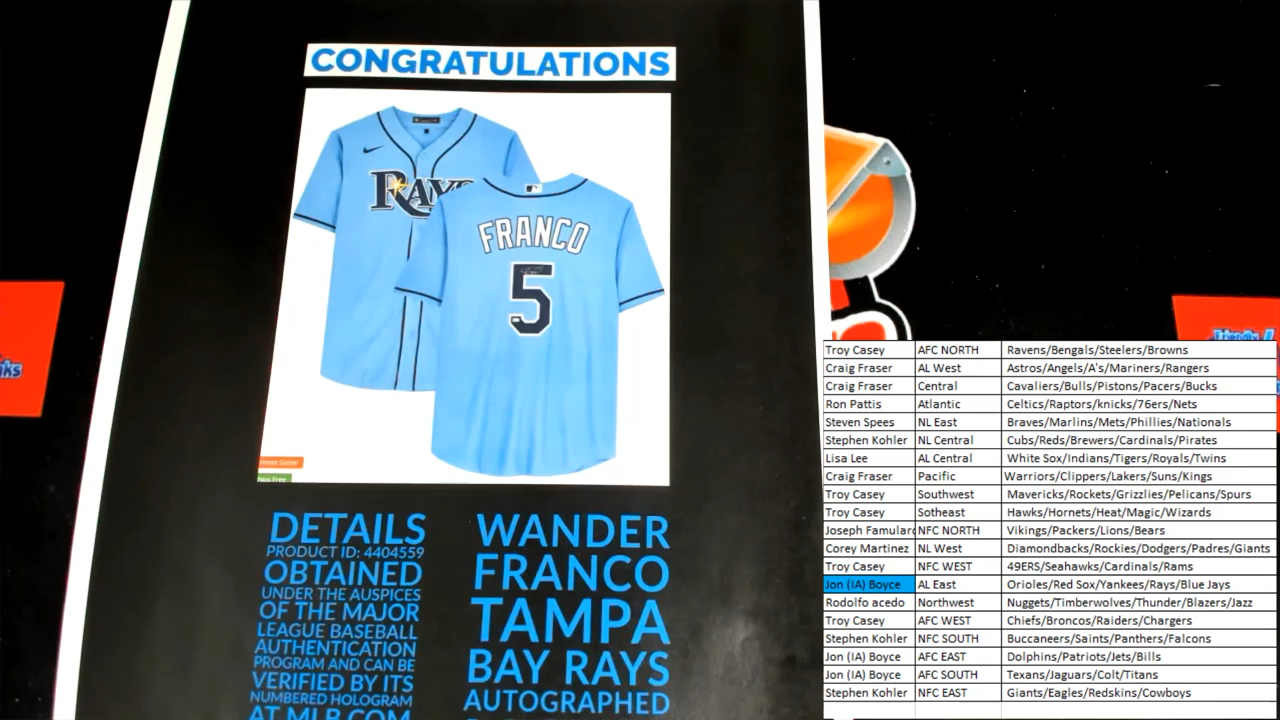 CONGRATULATIONS
RAYS
FRANCO
5
DETAILS
PRODUCT ID: 4404559
OBTAINED
UNDER THE AUSPICES
OF THE MAJOR
LEAGUE BASEBALL
AUTHENTICATION
PROGRAM AND CAN BE
VERIFIED BY ITS
NUMBERED HOLOGRAM
AT MLB.COM
WANDER
FRANCO
TAMPA
BAY RAYS
AUTOGRAPHED
Friendly
Troy Casey AFC NORTH Ravens/Bengals/Steelers/Browns
Craig Fraser AL West Astros/Angels/A's/Mariners/Rangers
Craig Fraser Central Cavaliers/Bulls/Pistons/Pacers/Bucks
Ron Pattis Atlantic Celtics/Raptors/knicks/76ers/Nets
Steven Spees NL East Braves/Marlins/Mets/Phillies/Nationals
Stephen Kohler NL Central Cubs/Reds/Brewers/Cardinals/Pirates
Lisa Lee AL Central White Sox/Indians/Tigers/Royals/Twins
Craig Fraser Pacific Warriors/Clippers/Lakers/Suns/Kings
Troy Casey Southwest Mavericks/Rockets/Grizzlies/Pelicans/Spurs
Troy Casey Sotheast Hawks/Hornets/Heat/Magic/Wizards
Joseph Famularo NFC NORTH Vikings/Packers/Lions/Bears
Corey Martinez NL West Diamondbacks/Rockies/Dodgers/Padres/Giants
Troy Casey NFC WEST 49ERS/Seahawks/Cardinals/Rams
Jon (IA) Boyce AL East Orioles/Red Sox/Yankees/Rays/Blue Jays
Rodolfo acedo Northwest Nuggets/Timberwolves/Thunder/Blazers/Jazz
Troy Casey AFC WEST Chiefs/Broncos/Raiders/Chargers
Stephen Kohler NFC SOUTH Buccaneers/Saints/Panthers/Falcons
Jon (IA) Boyce AFC EAST Dolphins/Patriots/Jets/Bills
Jon (IA) Boyce AFC SOUTH Texans/Jaguars/Colt/Titans
Stephen Kohler NFC EAST Giants/Eagles/Redskins/Cowboys